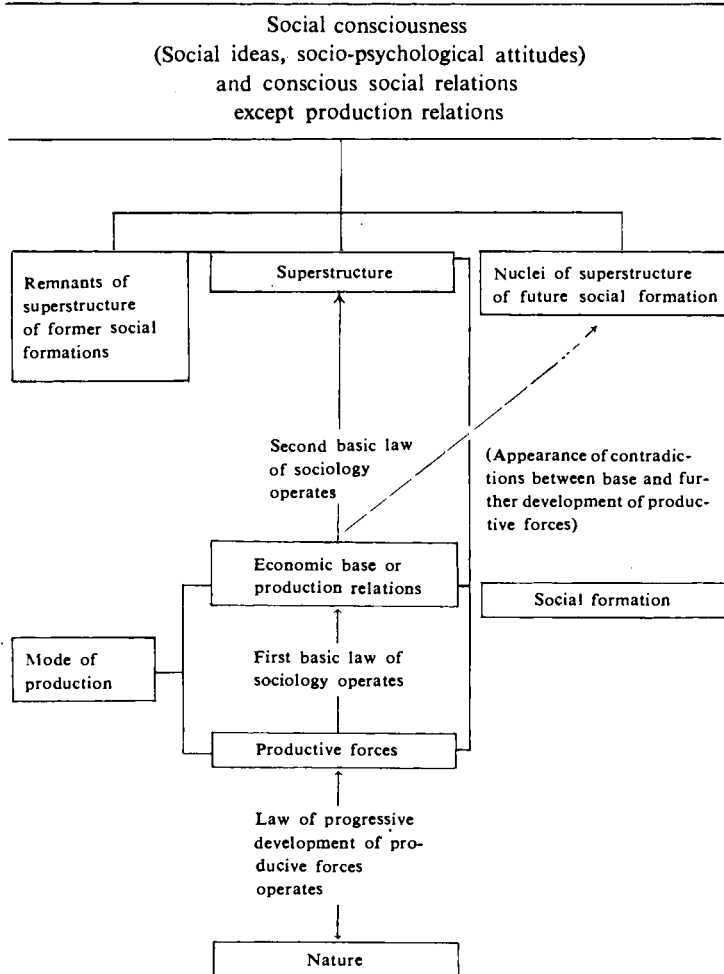 Social consciousness
(Social ideas, socio-psychological attitudes)
and conscious social relations
except production relations
Remnants of
superstructure
of former social
formations
Superstructure
Nuclei of superstructure
of future social formation
Second basic law
of sociology
operates
(Appearance of contradic-
tions between base and fur-
ther development of produc-
tive forces)
Economic base or
production relations
Social formation
Mode of
production
First basic law of
sociology operates
Productive forces
Law of progressive
development of pro-
ducive forces
operates
Nature